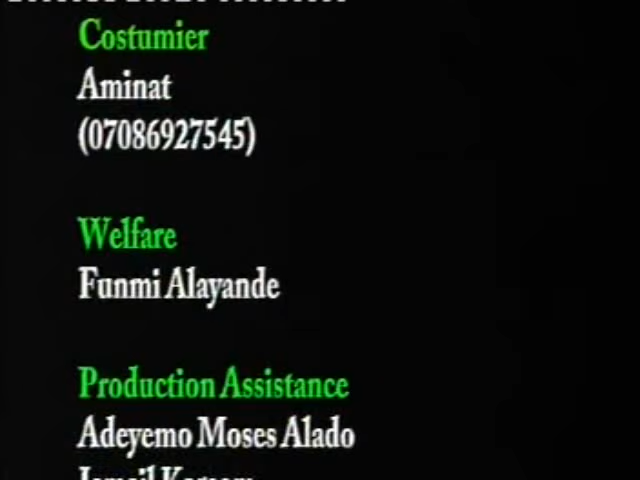 Costumier
Aminat
(07086927545)
Welfare
Funmi Alayande
Production Assistance
Adeyemo Moses Alado